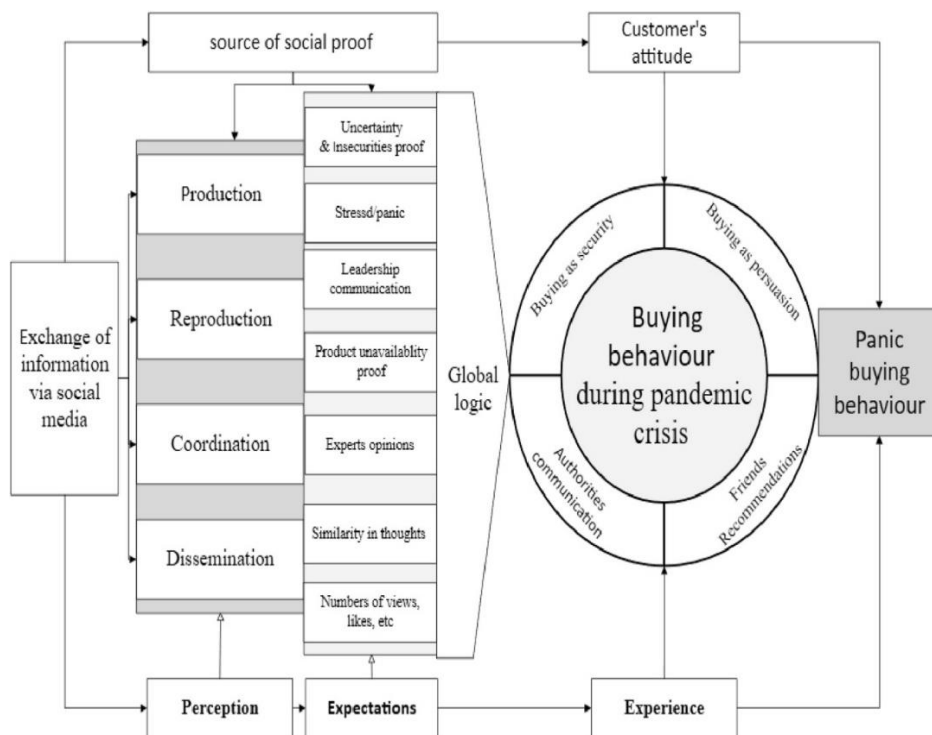 source of social proof
Customer's
attitude
Exchange of
information
via social
media
Production
Reproduction
Coordination
Dissemination
Uncertainty
& Insecurities proof
Stressd/panic
Leadership
communication
Product unavailablity
proof
Experts opinions
Similarity in thoughts
Numbers of views,
likes, etc
Global
logic
Buying as security
Buying as persuasion
Buying
behaviour
during pandemic
crisis
Authorities
communication
Friends
Recommendations
Panic
buying
behaviour
Perception
Expectations
Experience